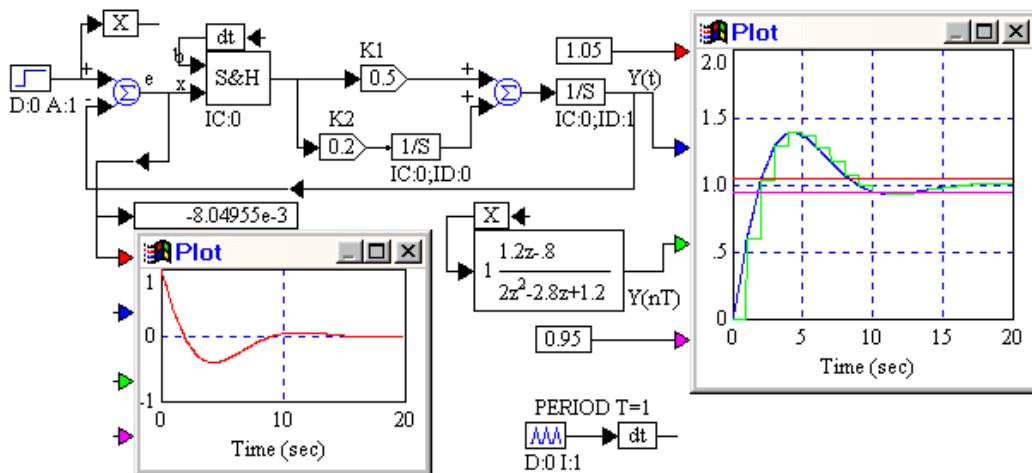 X
dt
1.05
Plot
b
K1
Y(t)
2.0
+
e
x
S&H
0.5
+
1/S
1.5
-
Σ
IC:0
K2
+
Σ
IC:0;ID:1
D:0 A:1
0.2
1/S
IC:0;ID:0
1.0
-8.04955e-3
X
.5
Plot
1 1.2z-.8
2z²-2.8z+1.2
Y(nT)
1
0
0.95
0 5 10 15 20
Time (sec)
0
-1
0 10 20
Time (sec)
PERIOD T=1
dt
D:0 I:1